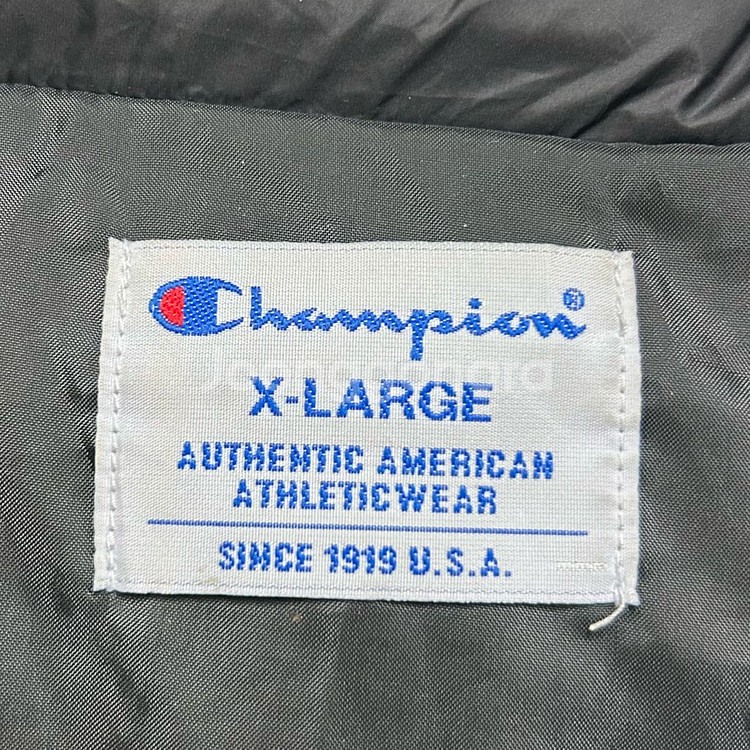 Champion®
X-LARGE
AUTHENTIC AMERICAN
ATHLETICWEAR
SINCE 1919 U.S.A.